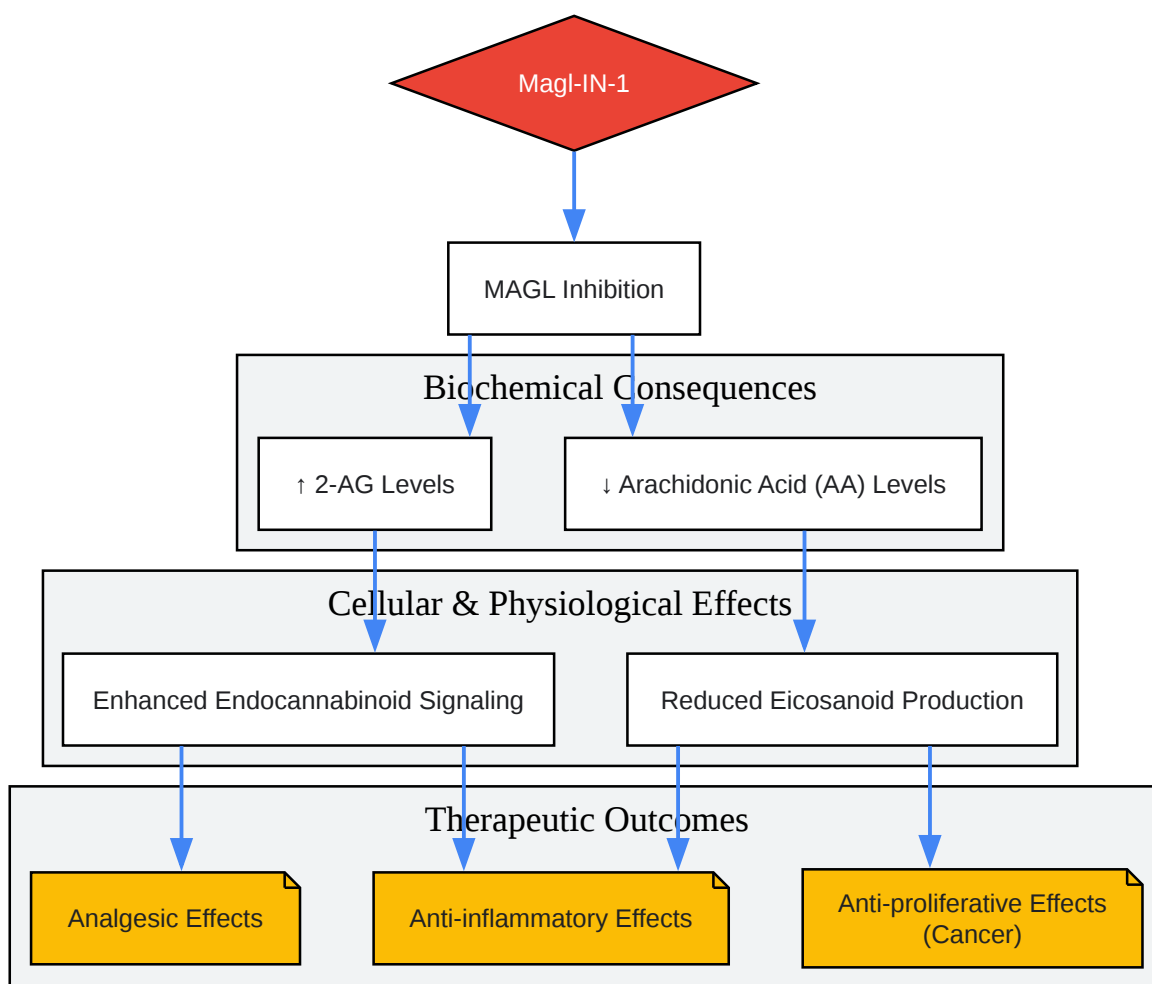 Magl-IN-1
MAGL Inhibition
Biochemical Consequences
↑ 2-AG Levels
↓ Arachidonic Acid (AA) Levels
Cellular & Physiological Effects
Enhanced Endocannabinoid Signaling
Reduced Eicosanoid Production
Therapeutic Outcomes
Analgesic Effects
Anti-inflammatory Effects
Anti-proliferative Effects
(Cancer)